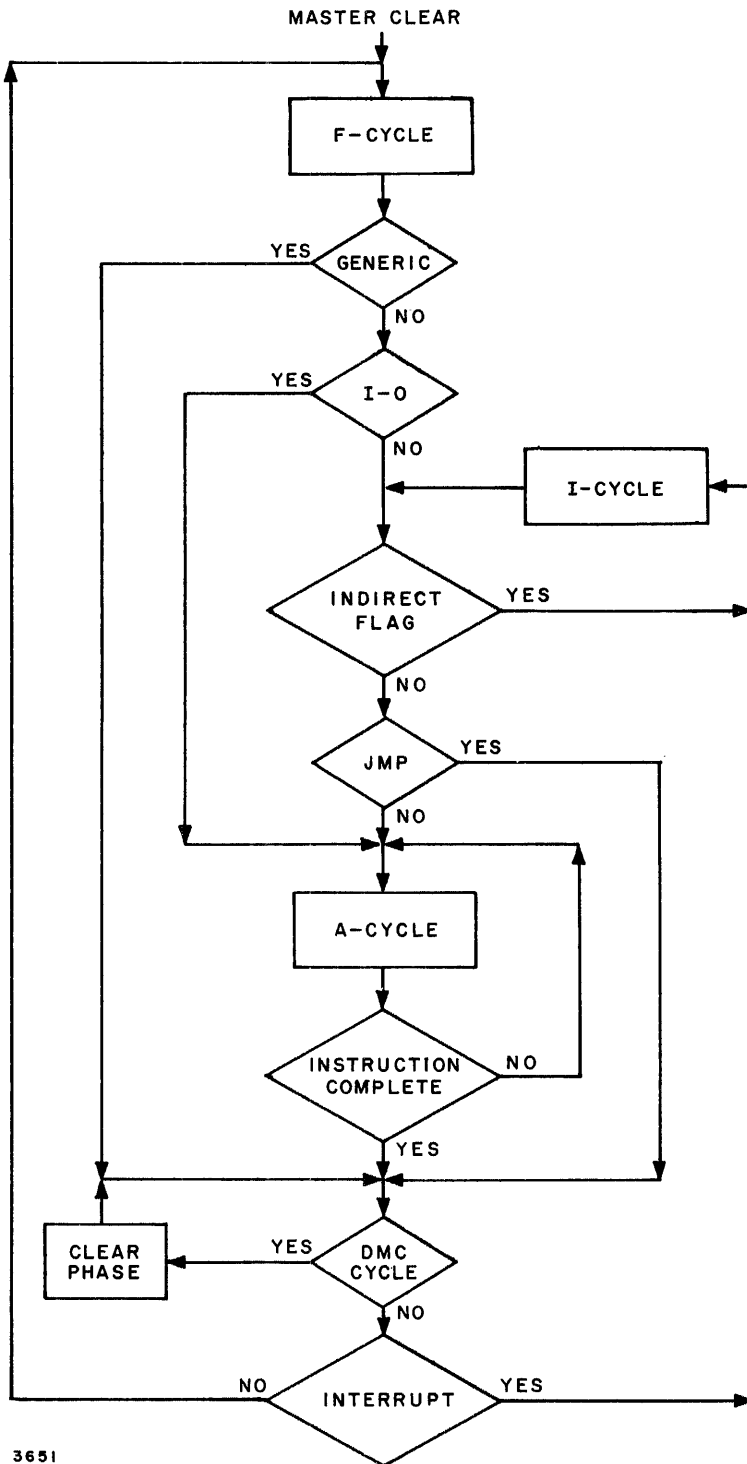 MASTER CLEAR
F-CYCLE
YES
GENERIC
NO
YES
I-O
NO
I-CYCLE
INDIRECT
FLAG
YES
NO
JMP
YES
NO
A-CYCLE
INSTRUCTION
COMPLETE
NO
YES
CLEAR
PHASE
YES
DMC
CYCLE
NO
NO
INTERRUPT
YES
3651